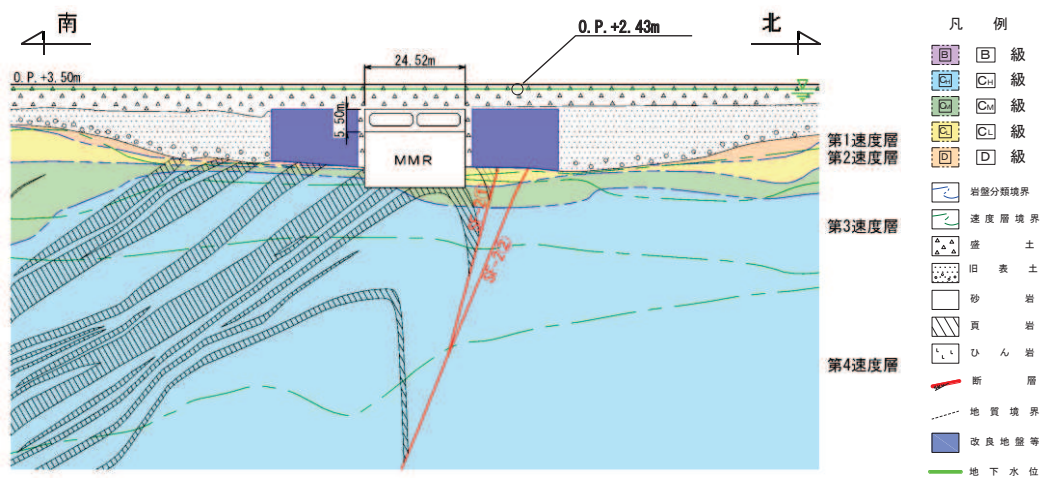 南
北
O.P.+2.43m
24.52m
O.P.+3.50m
5.50m
MMR
第1速度層
第2速度層
第3速度層
第4速度層
凡 例
B B 級
CH CH 級
CM CM 級
CL CL 級
D D 級
岩盤分類境界
速度層境界
盛 土
旧 表 土
砂 岩
頁 岩
ひ ん 岩
断 層
地 質 境 界
改 良 地 盤 等
地 下 水 位